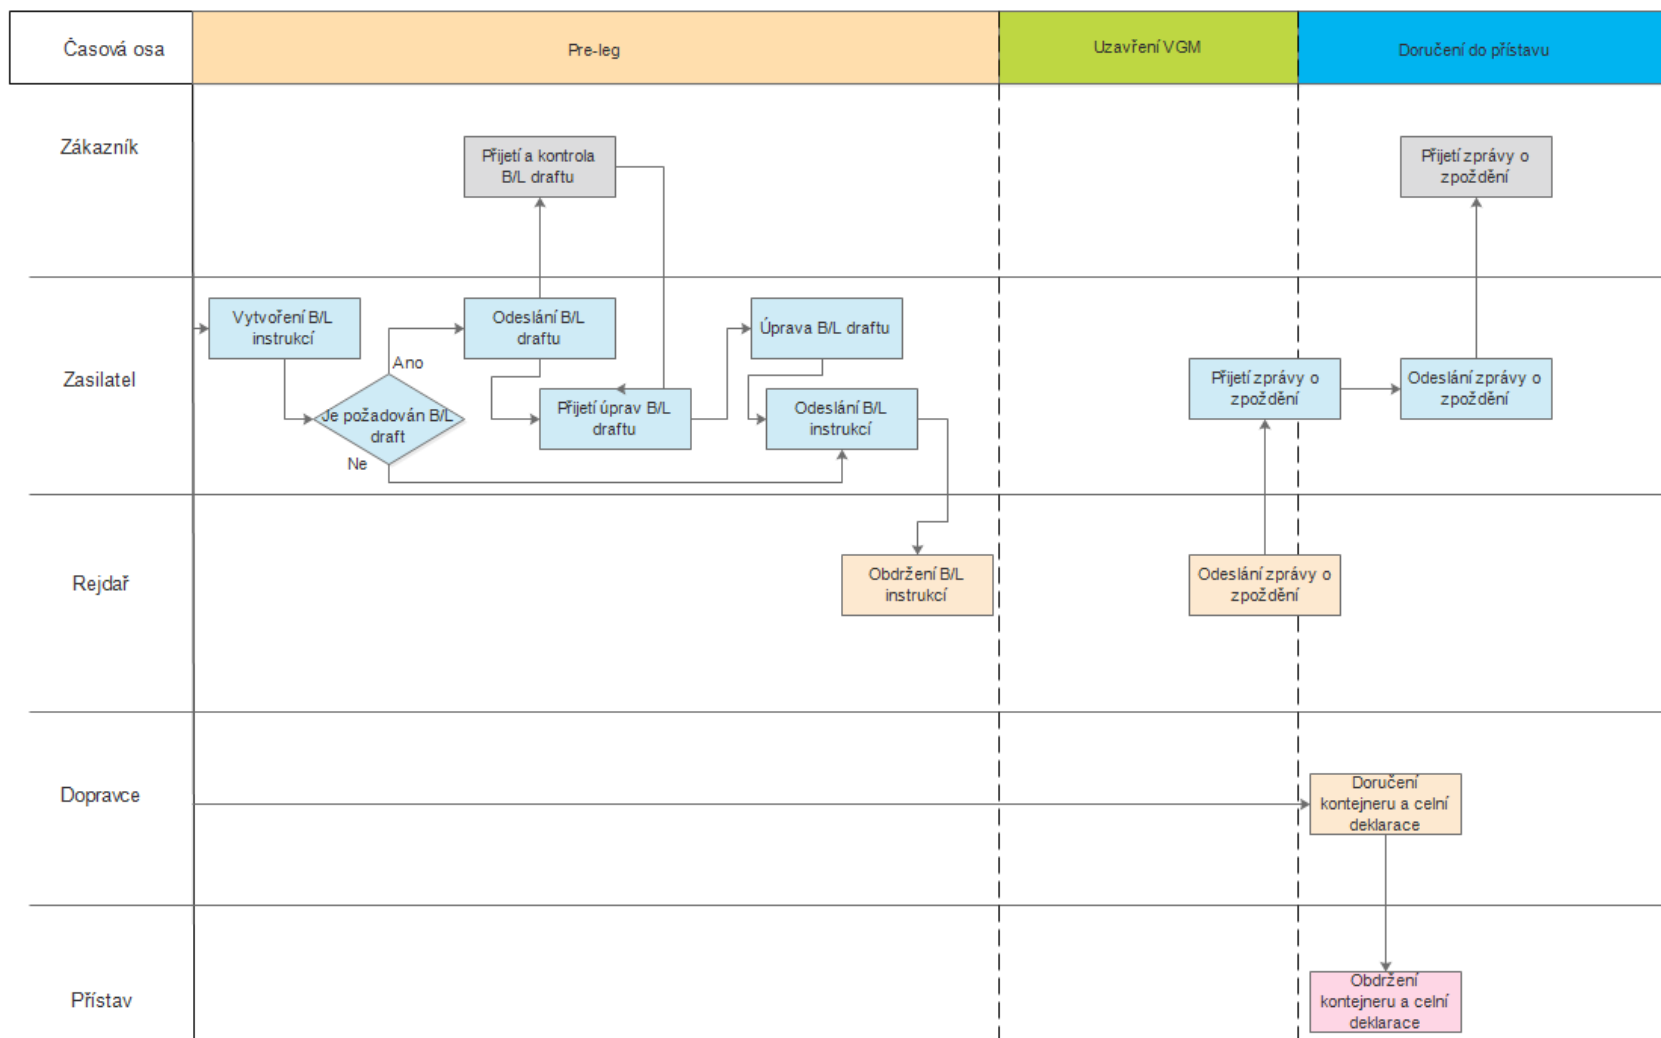 Časová osa
Pre-leg
Uzavření VGM
Doručení do přístavu
Zákazník
Přijetí a kontrola
B/L draftu
Přijetí zprávy o
zpoždění
Zasilatel
Vytvoření B/L
instrukcí
Je požadován B/L
draft
Ano
Ne
Odeslání B/L
draftu
Přijetí úprav B/L
draftu
Úprava B/L draftu
Odeslání B/L
instrukcí
Přijetí zprávy o
zpoždění
Odeslání zprávy o
zpoždění
Rejdař
Obdržení B/L
instrukcí
Odeslání zprávy o
zpoždění
Dopravce
Doručení
kontejneru a celní
deklarace
Přístav
Obdržení
kontejneru a celní
deklarace